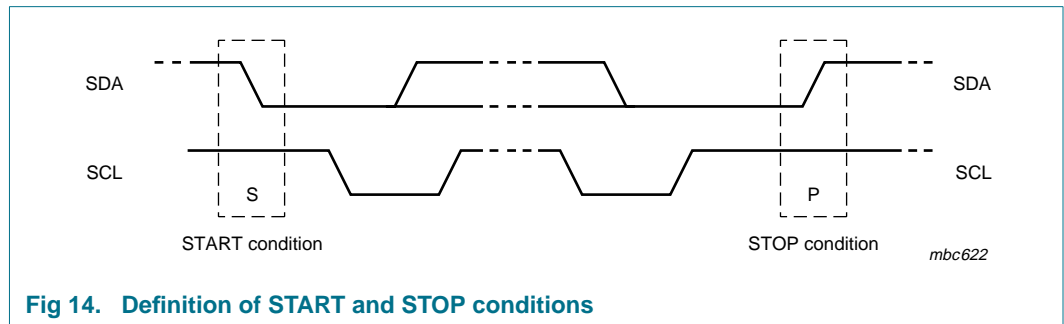 SDA SDA
SCL SCL
S P
START condition STOP condition
mbc622
Fig 14. Definition of START and STOP conditions